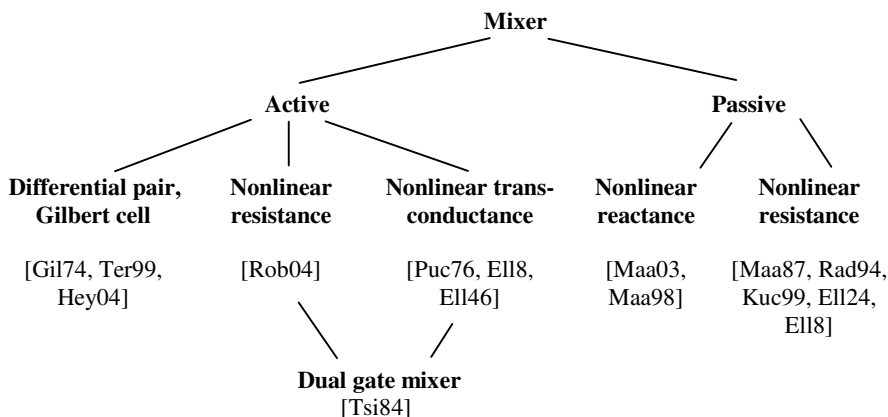 Mixer
Active
Passive
Differential pair,
Gilbert cell
[Gil74, Ter99,
Hey04]
Nonlinear
resistance
[Rob04]
Nonlinear trans-
conductance
[Puc76, Ell8,
Ell46]
Nonlinear
reactance
[Maa03,
Maa98]
Nonlinear
resistance
[Maa87, Rad94,
Kuc99, Ell24,
Ell8]
Dual gate mixer
[Tsi84]